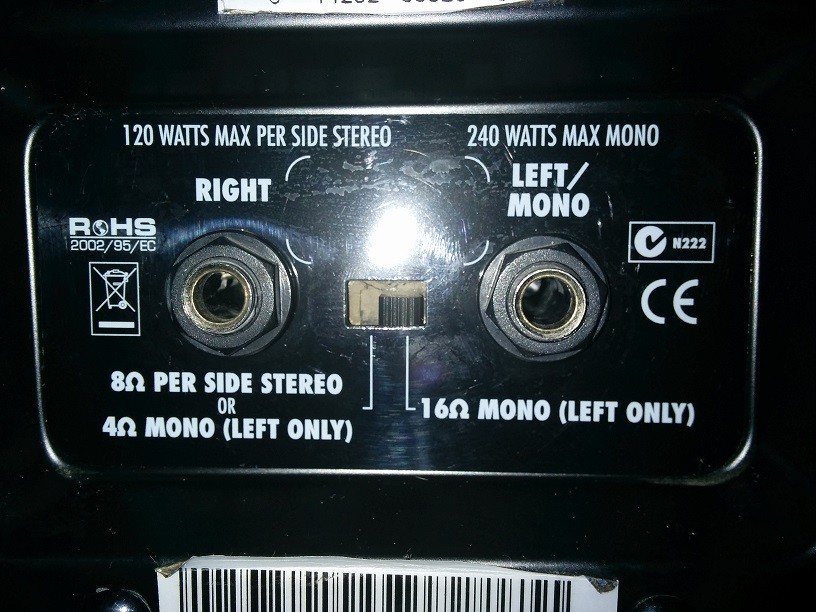 120 WATTS MAX PER SIDE STEREO
240 WATTS MAX MONO
RIGHT
LEFT/
MONO
RoHS
2002/95/EC
N222
CE
8Ω PER SIDE STEREO
OR
4Ω MONO (LEFT ONLY)
16Ω MONO (LEFT ONLY)